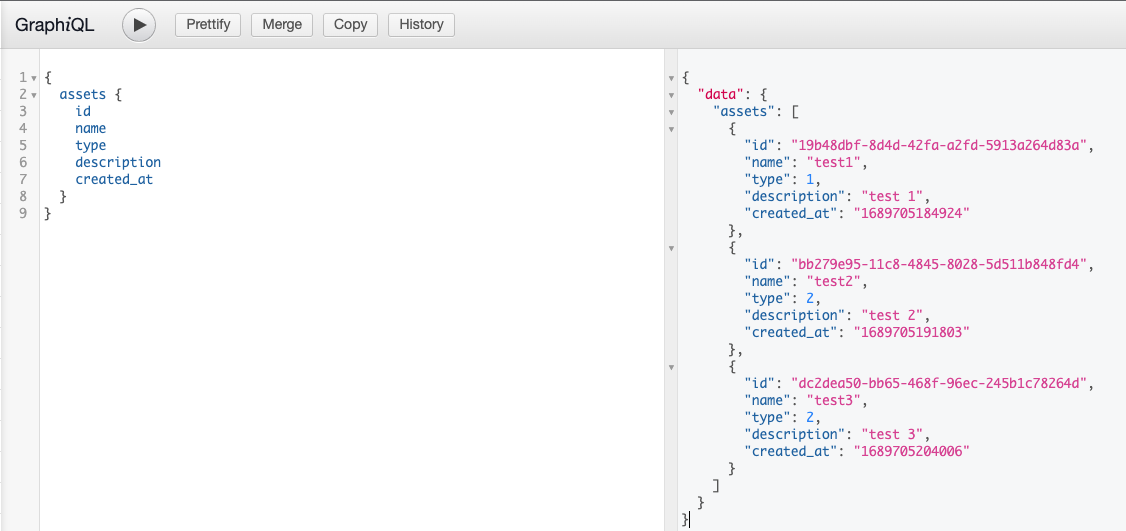 GraphiQL Prettify Merge Copy History
1 {
2 assets {
3 id
4 name
5 type
6 description
7 created_at
8 }
9 }
{
"data": {
"assets": [
{
"id": "19b48dbf-8d4d-42fa-a2fd-5913a264d83a",
"name": "test1",
"type": 1,
"description": "test 1",
"created_at": "1689705184924"
},
{
"id": "bb279e95-11c8-4845-8028-5d511b848fd4",
"name": "test2",
"type": 2,
"description": "test 2",
"created_at": "1689705191803"
},
{
"id": "dc2dea50-bb65-468f-96ec-245b1c78264d",
"name": "test3",
"type": 2,
"description": "test 3",
"created_at": "1689705204006"
}
]
}
}